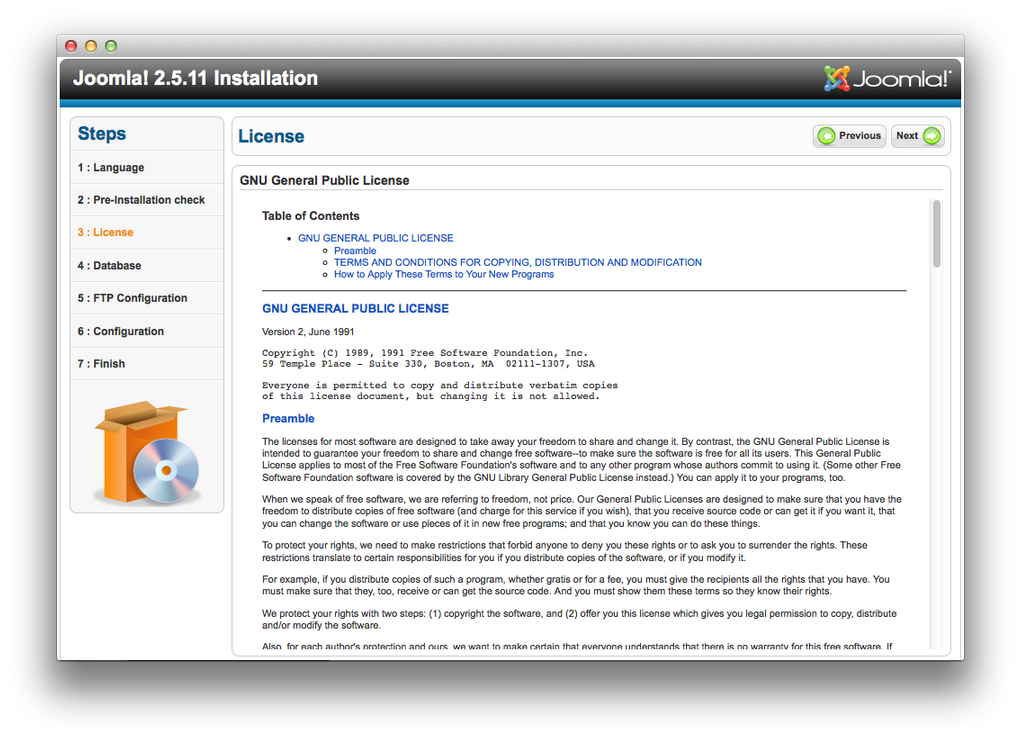 Joomla! 2.5.11 Installation
Joomla!
Steps
1 : Language
2 : Pre-Installation check
3 : License
4 : Database
5 : FTP Configuration
6 : Configuration
7 : Finish
License
Previous
Next
GNU General Public License
Table of Contents
GNU GENERAL PUBLIC LICENSE
Preamble
TERMS AND CONDITIONS FOR COPYING, DISTRIBUTION AND MODIFICATION
How to Apply These Terms to Your New Programs
GNU GENERAL PUBLIC LICENSE
Version 2, June 1991
Copyright (C) 1989, 1991 Free Software Foundation, Inc.
59 Temple Place - Suite 330, Boston, MA  02111-1307, USA
Everyone is permitted to copy and distribute verbatim copies
of this license document, but changing it is not allowed.
Preamble
The licenses for most software are designed to take away your freedom to share and change it. By contrast, the GNU General Public License is
intended to guarantee your freedom to share and change free software--to make sure the software is free for all its users. This General Public
License applies to most of the Free Software Foundation's software and to any other program whose authors commit to using it. (Some other Free
Software Foundation software is covered by the GNU Library General Public License instead.) You can apply it to your programs, too.
When we speak of free software, we are referring to freedom, not price. Our General Public Licenses are designed to make sure that you have the
freedom to distribute copies of free software (and charge for this service if you wish), that you receive source code or can get it if you want it, that
you can change the software or use pieces of it in new free programs; and that you know you can do these things.
To protect your rights, we need to make restrictions that forbid anyone to deny you these rights or to ask you to surrender the rights. These
restrictions translate to certain responsibilities for you if you distribute copies of the software, or if you modify it.
For example, if you distribute copies of such a program, whether gratis or for a fee, you must give the recipients all the rights that you have. You
must make sure that they, too, receive or can get the source code. And you must show them these terms so they know their rights.
We protect your rights with two steps: (1) copyright the software, and (2) offer you this license which gives you legal permission to copy, distribute
and/or modify the software.
Also, for each author's protection and ours, we want to make certain that everyone understands that there is no warranty for this free software. If